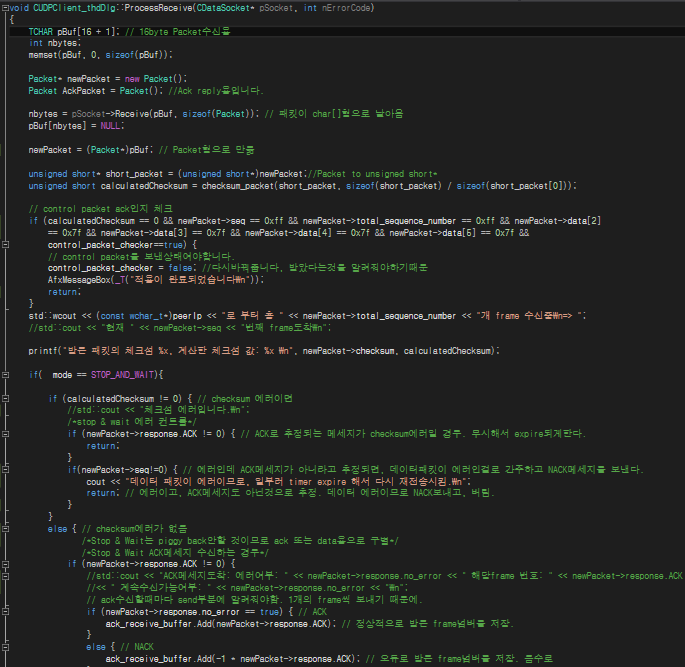 void CUDPClient_thdDlg::ProcessReceive(CDataSocket* pSocket, int nErrorCode)
{
TCHAR pBuf[16 + 1]; // 16byte Packet수신용
int nbytes;
memset(pBuf, 0, sizeof(pBuf));
Packet* newPacket = new Packet();
Packet AckPacket = Packet(); //Ack reply용입니다.
nbytes = pSocket->Receive(pBuf, sizeof(Packet)); // 패킷이 char[]형으로 날아옴
pBuf[nbytes] = NULL;
newPacket = (Packet*)pBuf; // Packet형으로 만듦
unsigned short* short_packet = (unsigned short*)newPacket;//Packet to unsigned short*
unsigned short calculatedChecksum = checksum_packet(short_packet, sizeof(short_packet) / sizeof(short_packet[0]));
// control packet ack인지 체크
if (calculatedChecksum == 0 && newPacket->seq == 0xff && newPacket->total_sequence_number == 0xff && newPacket->data[2]
== 0x7f && newPacket->data[3] == 0x7f && newPacket->data[4] == 0x7f && newPacket->data[5] == 0x7f &&
control_packet_checker==true) {
// control packet을 보낸상태여야합니다.
control_packet_checker = false; //다시바꿔줍니다, 받았다는것을 알려줘야하기때문
AfxMessageBox(_T("적용이 완료되었습니다\n"));
return;
}
std::wcout << (const wchar_t*)peerIp << "로 부터 총 " << newPacket->total_sequence_number << "개 frame 수신중\n=> ";
//std::cout << "현재 " << newPacket->seq << "번째 frame도착\n";
printf("받은 패킷의 체크섬 %x, 계산한 체크섬 값: %x \n", newPacket->checksum, calculatedChecksum);
if( mode == STOP_AND_WAIT){
if (calculatedChecksum != 0) { // checksum 에러이면
//std::cout << "체크섬 에러입니다.\n";
/*stop & wait 에러 컨트롤*/
if (newPacket->response.ACK != 0) { // ACK로 추정되는 메세지가 checksum에러일 경우. 무시해서 expire되게한다.
return;
}
if(newPacket->seq!=0) { // 에러인데 ACK메세지가 아니라고 추정되면, 데이터패킷이 에러인걸로 간주하고 NACK메세지를 보낸다.
cout << "데이터 패킷이 에러이므로, 일부러 timer expire 해서 다시 재전송시킴.\n";
return; // 에러이고, ACK메세지도 아닌것으로 추정. 데이터 에러이므로 NACK보내고, 버림.
}
}
else { // checksum에러가 없음
/*Stop & Wait는 piggy back안할 것이므로 ack 또는 data용으로 구별*/
/*Stop & Wait ACK메세지 수신하는 경우*/
if (newPacket->response.ACK != 0) {
//std::cout << "ACK메세지도착: 에러여부: " << newPacket->response.no_error << " 해당frame 번호: " << newPacket->response.ACK
//<< " 계속수신가능여부: " << newPacket->response.no_error << "\n";
// ack수신할때마다 send부분에 알려줘야함. 1개의 frame씩 보내기 때문에.
if (newPacket->response.no_error == true) { // ACK
ack_receive_buffer.Add(newPacket->response.ACK); // 정상적으로 받은 frame넘버를 저장.
}
else { // NACK
ack_receive_buffer.Add(-1 * newPacket->response.ACK); // 오류로 받은 frame넘버를 저장. 음수로